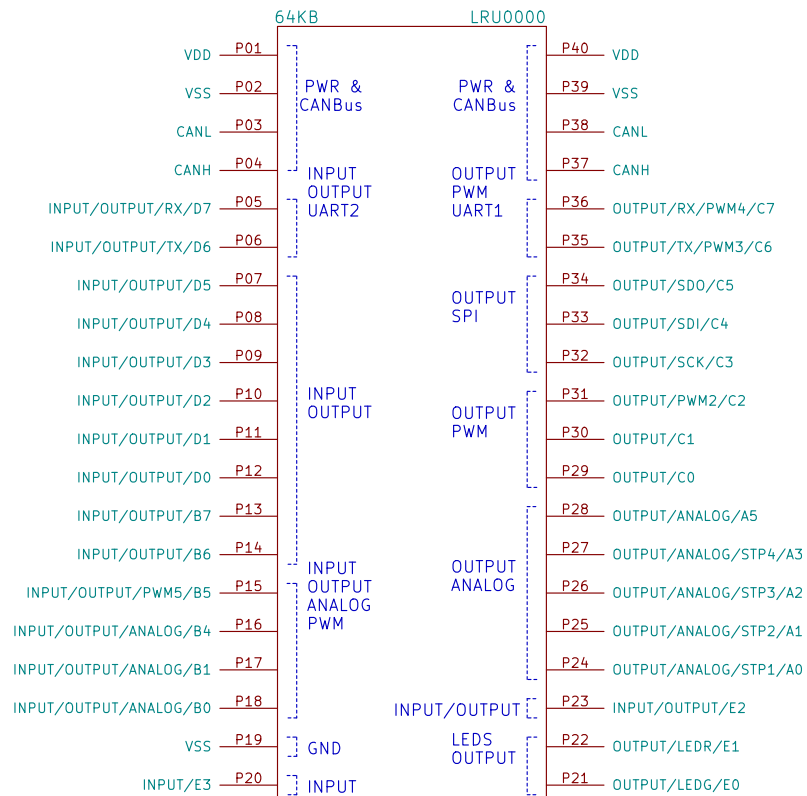 64KB LRU0000
VDD P01 P40 VDD
PWR & PWR &
VSS P02 P39 VSS
CANBus CANBus
CANL P03 P38 CANL
CANH P04 P37 CANH
INPUT OUTPUT
OUTPUT PWM
INPUT/OUTPUT/RX/D7 P05 UART2 UART1 P36 OUTPUT/RX/PWM4/C7
INPUT/OUTPUT/TX/D6 P06 P35 OUTPUT/TX/PWM3/C6
INPUT/OUTPUT/D5 P07 P34 OUTPUT/SDO/C5
OUTPUT
SPI
INPUT/OUTPUT/D4 P08 P33 OUTPUT/SDI/C4
INPUT/OUTPUT/D3 P09 P32 OUTPUT/SCK/C3
INPUT
INPUT/OUTPUT/D2 P10 P31 OUTPUT/PWM2/C2
OUTPUT OUTPUT
PWM
INPUT/OUTPUT/D1 P11 P30 OUTPUT/C1
INPUT/OUTPUT/D0 P12 P29 OUTPUT/C0
INPUT/OUTPUT/B7 P13 P28 OUTPUT/ANALOG/A5
INPUT/OUTPUT/B6 P14 P27 OUTPUT/ANALOG/STP4/A3
INPUT OUTPUT
OUTPUT ANALOG
INPUT/OUTPUT/PWM5/B5 P15 P26 OUTPUT/ANALOG/STP3/A2
ANALOG
PWM
INPUT/OUTPUT/ANALOG/B4 P16 P25 OUTPUT/ANALOG/STP2/A1
INPUT/OUTPUT/ANALOG/B1 P17 P24 OUTPUT/ANALOG/STP1/A0
INPUT/OUTPUT/ANALOG/B0 P18 INPUT/OUTPUT P23 INPUT/OUTPUT/E2
LEDS
VSS P19 GND P22 OUTPUT/LEDR/E1
OUTPUT
INPUT/E3 P20 INPUT P21 OUTPUT/LEDG/E0